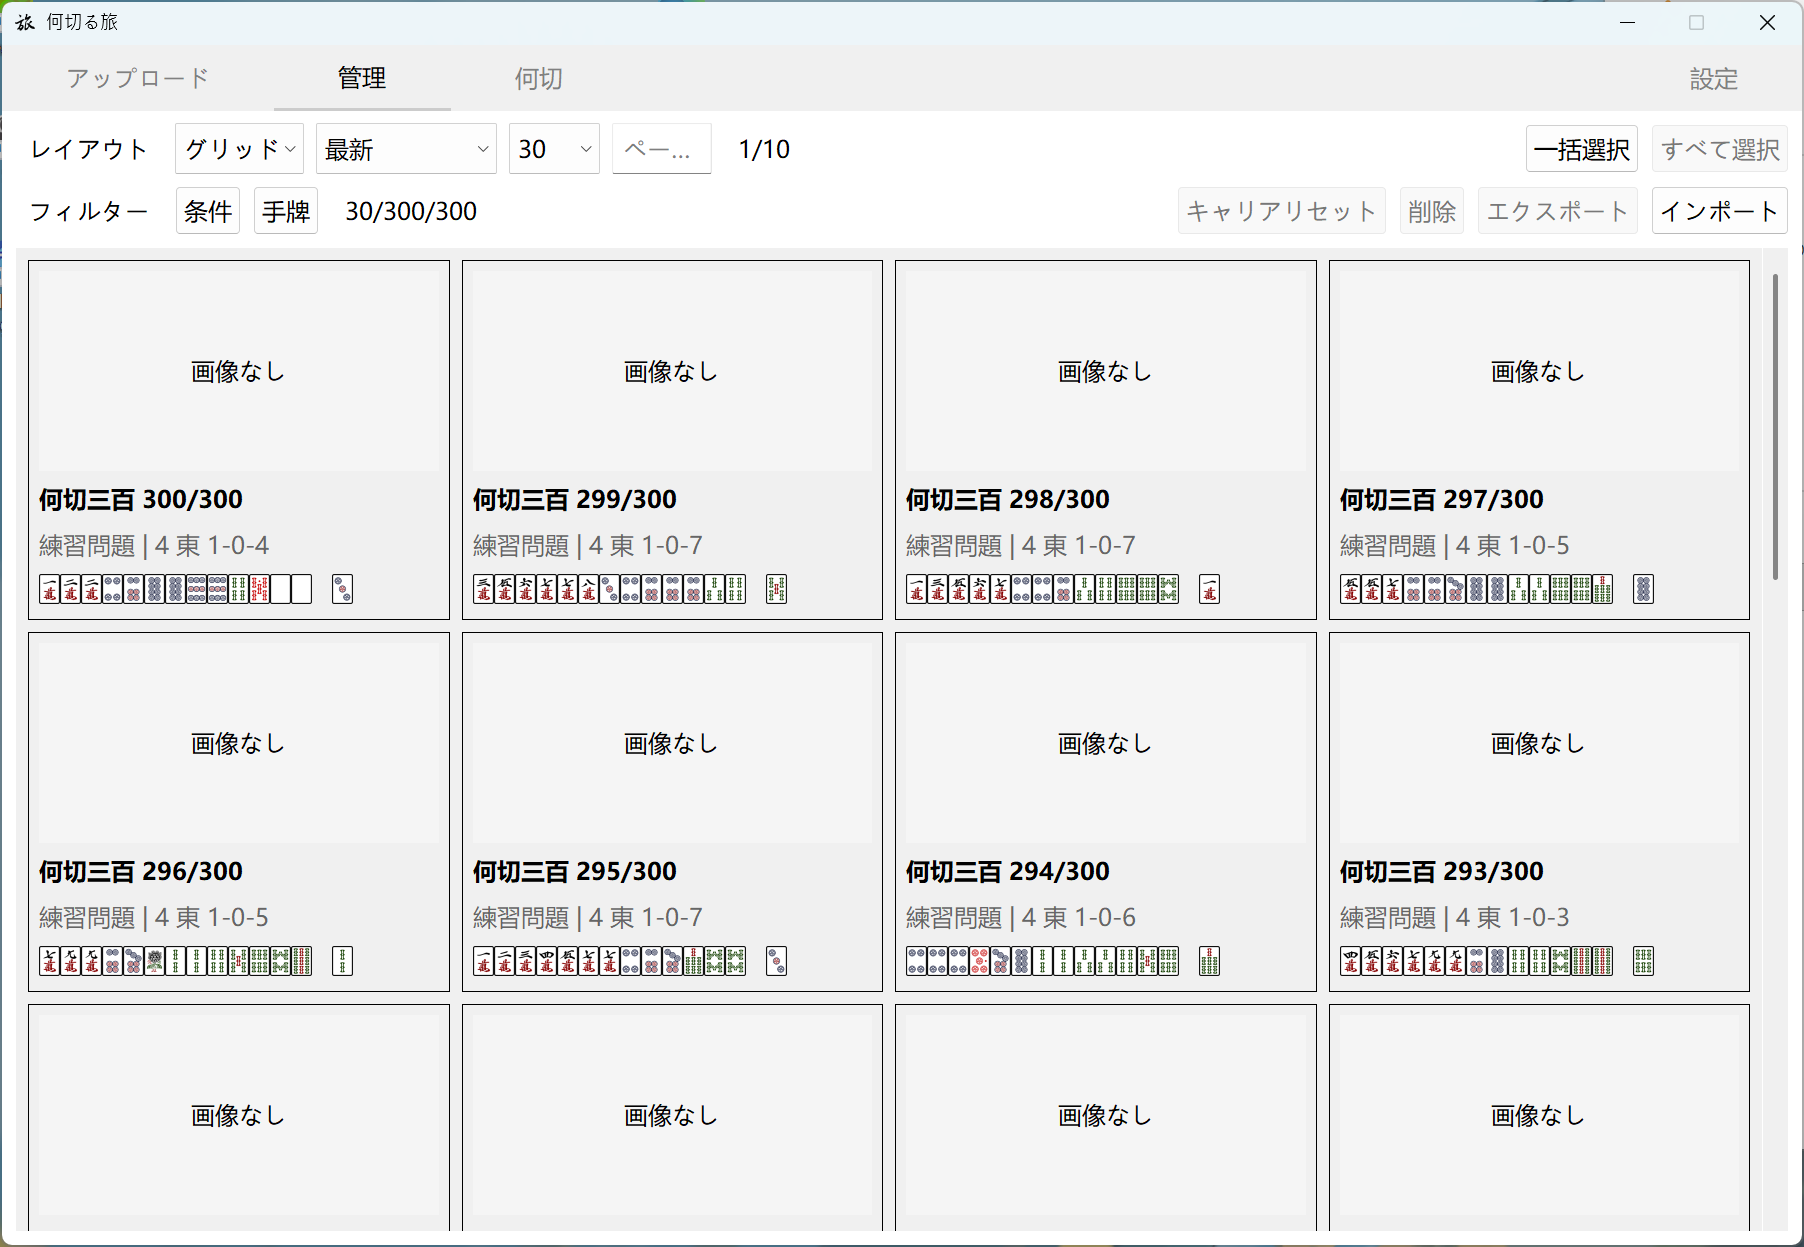 旅 何切る旅
アップロード 管理 何切 設定
レイアウト グリッド 最新 30 ペー... 1/10 一括選択 すべて選択
フィルター 条件 手牌 30/300/300 キャリアリセット 削除 エクスポート インポート
画像なし 画像なし 画像なし 画像なし
何切三百 300/300 何切三百 299/300 何切三百 298/300 何切三百 297/300
練習問題 | 4 東 1-0-4 練習問題 | 4 東 1-0-7 練習問題 | 4 東 1-0-7 練習問題 | 4 東 1-0-5
画像なし 画像なし 画像なし 画像なし
何切三百 296/300 何切三百 295/300 何切三百 294/300 何切三百 293/300
練習問題 | 4 東 1-0-5 練習問題 | 4 東 1-0-7 練習問題 | 4 東 1-0-6 練習問題 | 4 東 1-0-3
画像なし 画像なし 画像なし 画像なし